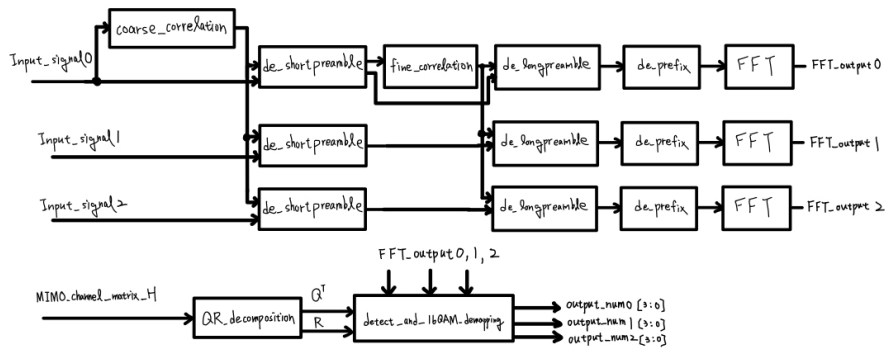 coarse_correlation
Input_signal0
de_shortpreamble
fine_correlation
de_longpreamble
de_prefix
FFT
FFT_output0
Input_signal1
de_shortpreamble
de_longpreamble
de_prefix
FFT
FFT_output1
Input_signal2
de_shortpreamble
de_longpreamble
de_prefix
FFT
FFT_output2
FFT_output0,1,2
MIMO_channel_matrix_H
QR_decomposition
Q^T
R
detect_and_16QAM_demapping
output_num0 [3:0]
output_num1 [3:0]
output_num2 [3:0]